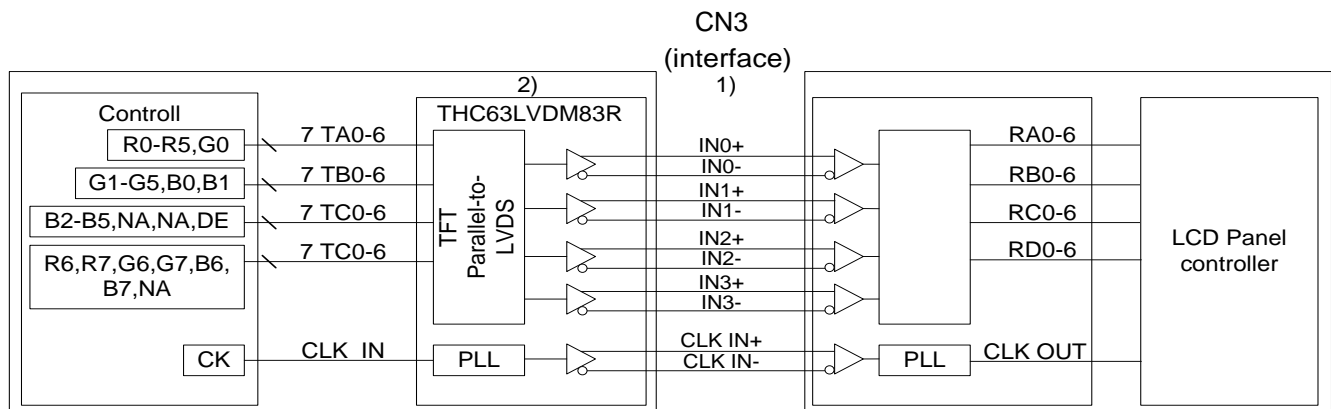 CN3
(interface)
2)
1)
Controll
THC63LVDM83R
R0-R5,G0
7 TA0-6
IN0+
IN0-
RA0-6
G1-G5,B0,B1
7 TB0-6
IN1+
IN1-
RB0-6
B2-B5,NA,NA,DE
7 TC0-6
IN2+
IN2-
RC0-6
R6,R7,G6,G7,B6,
B7,NA
7 TC0-6
IN3+
IN3-
RD0-6
TFT
Parallel-to-
LVDS
LCD Panel
controller
CK
CLK IN
PLL
CLK IN+
CLK IN-
PLL
CLK OUT